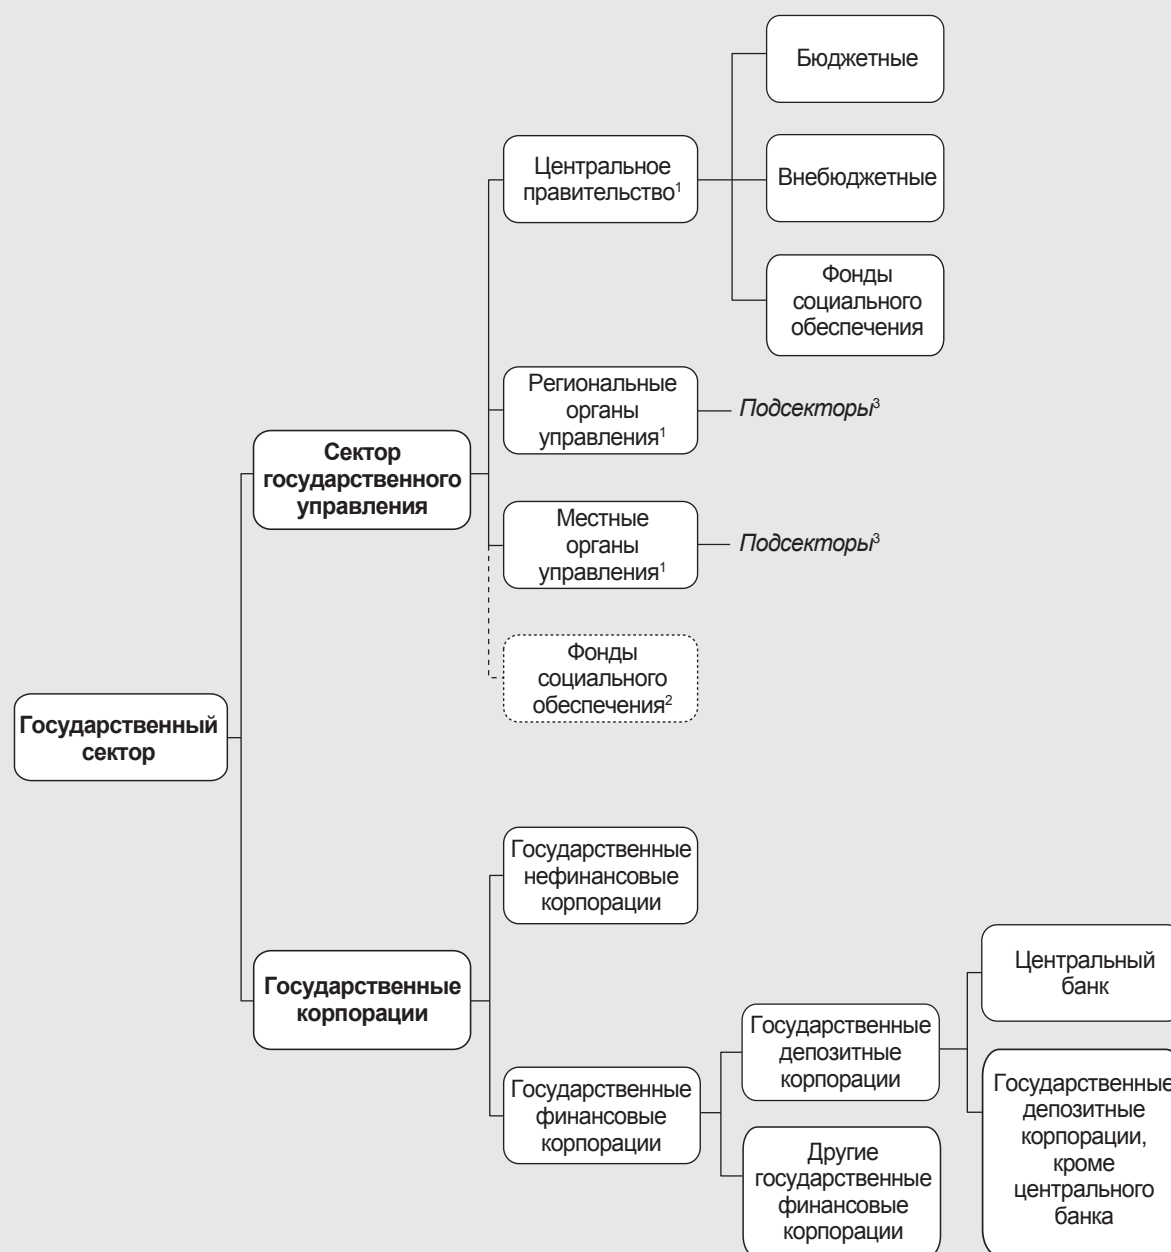 Бюджетные
Центральное
правительство¹
Внебюджетные
Фонды
социального
обеспечения
Региональные
органы
управления¹
Подсекторы³
Сектор
государственного
управления
Местные
органы
управления¹
Подсекторы³
Фонды
социального
обеспечения²
Государственный
сектор
Государственные
нефинансовые
корпорации
Государственные
корпорации
Центральный
банк
Государственные
депозитные
корпорации
Государственные
финансовые
корпорации
Государственные
депозитные
корпорации,
кроме
центрального
банка
Другие
государственные
финансовые
корпорации